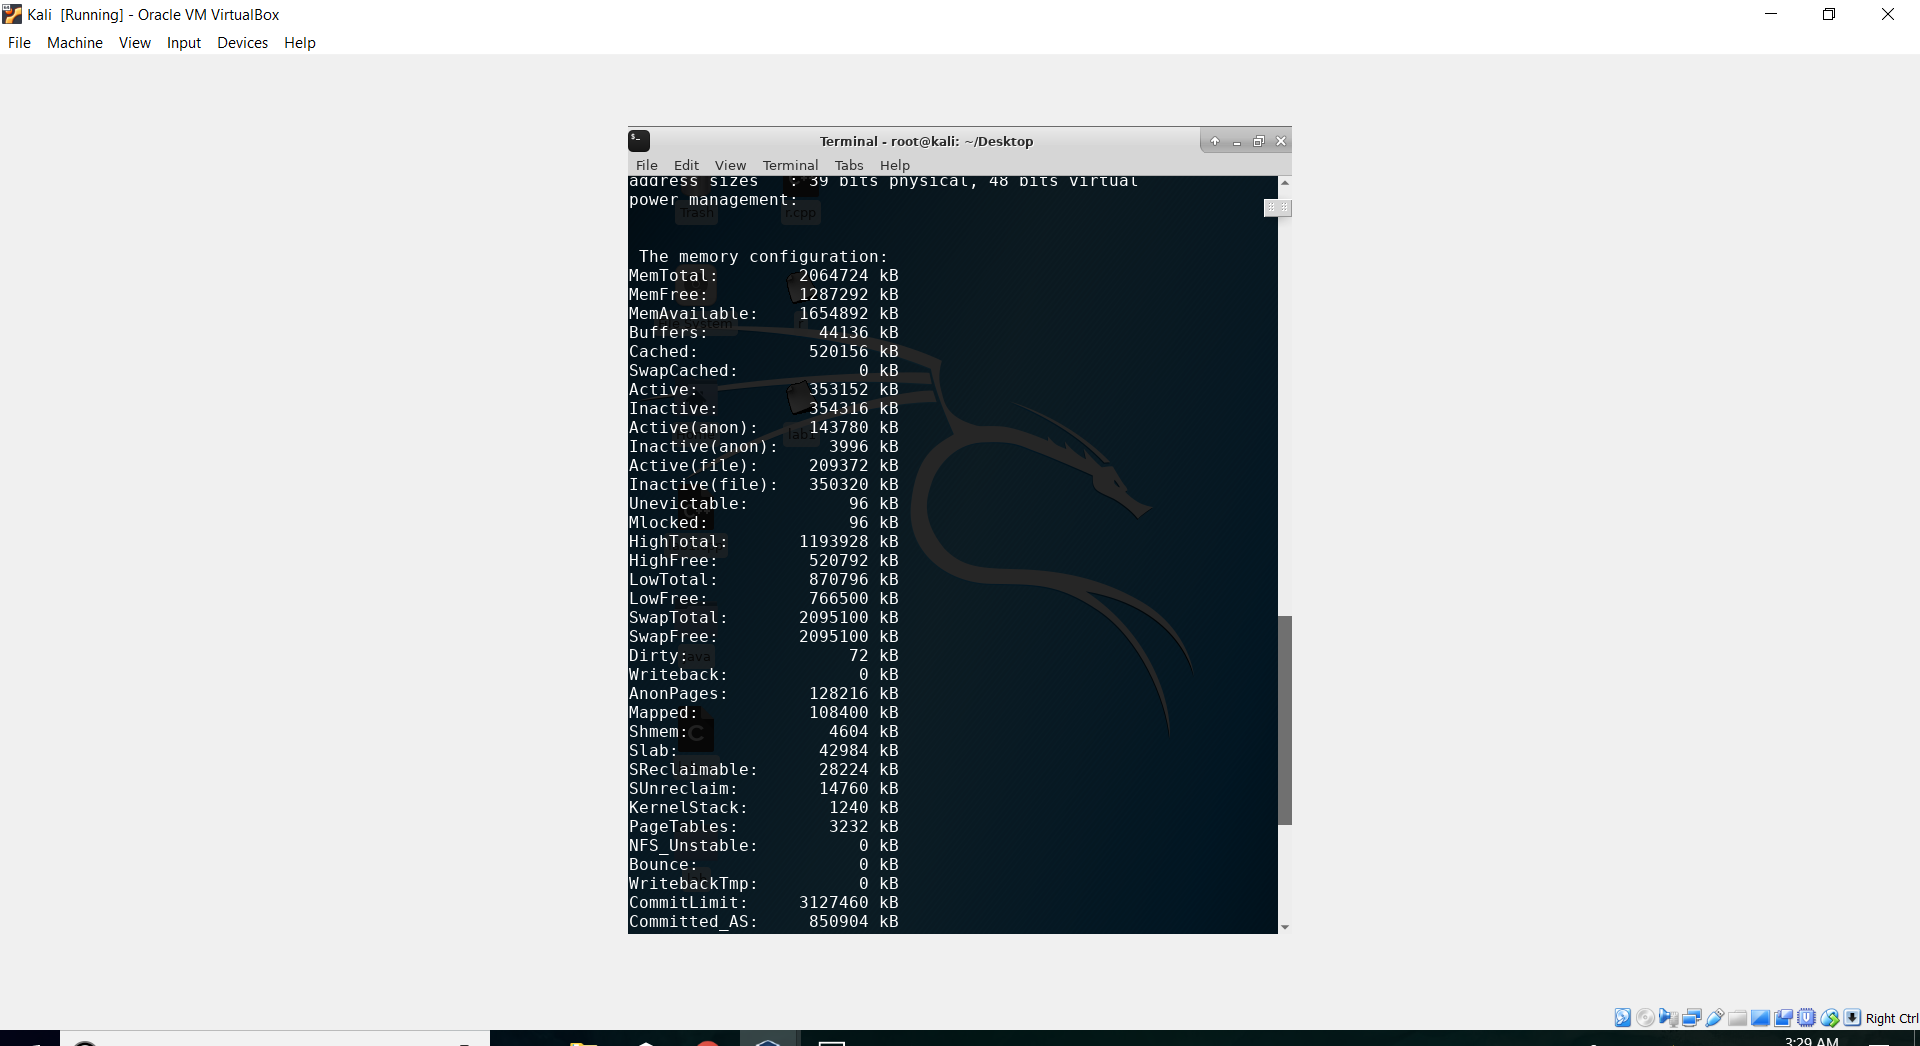 Kali [Running] - Oracle VM VirtualBox
File Machine View Input Devices Help
Terminal - root@kali: ~/Desktop
File Edit View Terminal Tabs Help
address sizes : 39 bits physical, 48 bits virtual
power management:
Trash r.cpp
The memory configuration:
MemTotal: 2064724 kB
MemFree: 1287292 kB
MemAvailable: 1654892 kB
System
Buffers: 44136 kB
Cached: 520156 kB
SwapCached: 0 kB
Active: 353152 kB
Inactive: 354316 kB
Active(anon): 143780 kB
Home lab1
Inactive(anon): 3996 kB
Active(file): 209372 kB
Inactive(file): 350320 kB
Unevictable: 96 kB
Mlocked: 96 kB
HighTotal: 1193928 kB
HighFree: 520792 kB
LowTotal: 870796 kB
LowFree: 766500 kB
SwapTotal: 2095100 kB
SwapFree: 2095100 kB
Dirty: 72 kB
Writeback: 0 kB
AnonPages: 128216 kB
Mapped: 108400 kB
Shmem: 4604 kB
C
Slab: 42984 kB
SReclaimable: 28224 kB
SUnreclaim: 14760 kB
KernelStack: 1240 kB
PageTables: 3232 kB
NFS_Unstable: 0 kB
Bounce: 0 kB
WritebackTmp: 0 kB
CommitLimit: 3127460 kB
Committed_AS: 850904 kB
Right Ctrl
3:29 AM